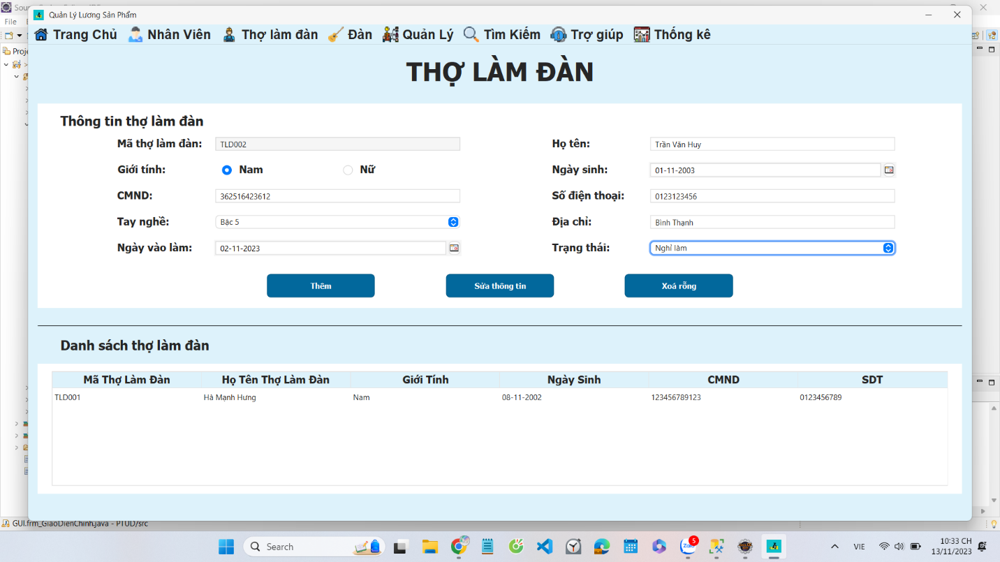 Quản Lý Lương Sản Phẩm
File
Trang Chủ Nhân Viên Thợ làm đàn Đàn Quản Lý Tìm Kiếm Trợ giúp Thống kê
Proje
THỢ LÀM ĐÀN
Thông tin thợ làm đàn
Mã thợ làm đàn: TLD002 Họ tên: Trần Văn Huy
Giới tính: Nam Nữ Ngày sinh: 01-11-2003
CMND: 362516423612 Số điện thoại: 0123123456
Tay nghề: Bậc 5 Địa chỉ: Bình Thạnh
Ngày vào làm: 02-11-2023 Trạng thái: Nghỉ làm
Thêm Sửa thông tin Xoá rỗng
Danh sách thợ làm đàn
Mã Thợ Làm Đàn Họ Tên Thợ Làm Đàn Giới Tính Ngày Sinh CMND SDT
TLD001 Hà Mạnh Hưng Nam 08-11-2002 123456789123 0123456789
GUI.frm_GiaoDienChinh.java - PTUD/src
Search Zalo 5 VIE 10:33 CH
13/11/2023